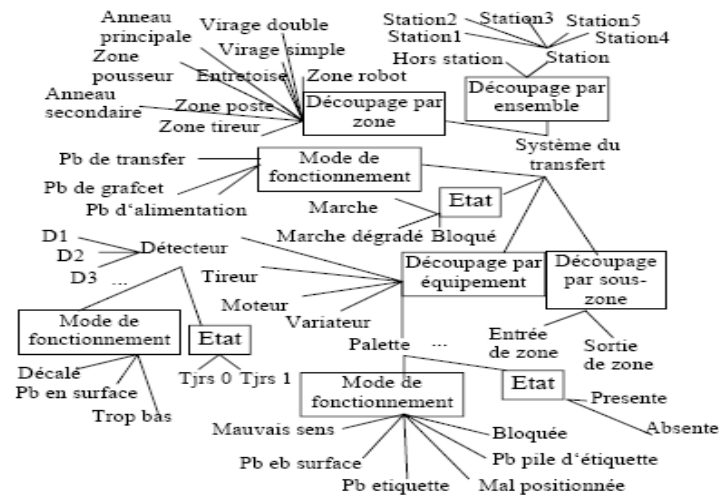 Anneau
principale
Virage double
Virage simple
Zone
pousseur
Entretoise
Zone robot
Anneau
secondaire
Zone poste
Zone tireur
Découpage par
zone
Station2
Station3
Station5
Station1
Station4
Hors station
Station
Découpage par
ensemble
Système du
transfert
Pb de transfer
Mode de
fonctionnement
Pb de grafcet
Pb d'alimentation
Marche
Etat
Marche dégradé
Bloqué
D1
D2
D3 ...
Détecteur
Tireur
Moteur
Variateur
Palette ...
Découpage par
équipement
Découpage
par sous-
zone
Entrée
de zone
Sortie
de zone
Mode de
fonctionnement
Etat
Décalé
Pb en surface
Trop bas
Tjrs 0
Tjrs 1
Mode de
fonctionnement
Etat
Presente
Absente
Mauvais sens
Bloquée
Pb eb surface
Pb pile d'étiquette
Pb etiquette
Mal positionnée